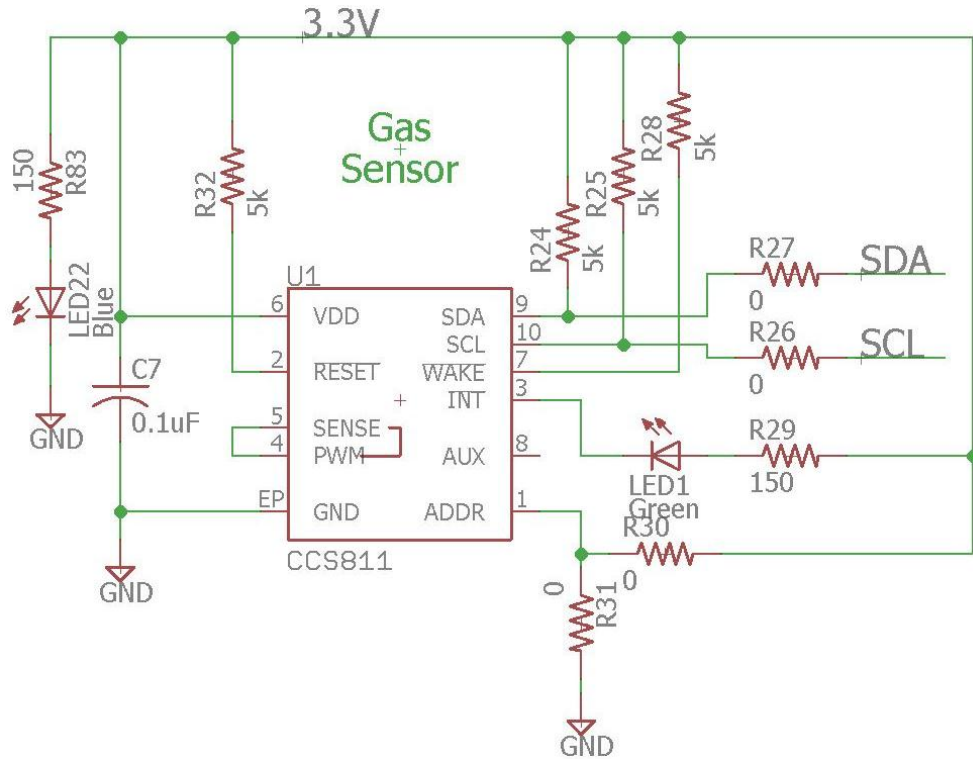 3.3V
Gas
Sensor
150
R83
R32
5k
R24
5k
R25
5k
R28
5k
LED22
Blue
GND
C7
0.1uF
GND
U1
6
VDD
2
RESET
5
SENSE
4
PWM
EP
GND
SDA
9
SCL
10
WAKE
7
INT
3
AUX
8
ADDR
1
CCS811
R27
0
SDA
R26
0
SCL
LED1
Green
R29
150
R30
0
0
R31
GND